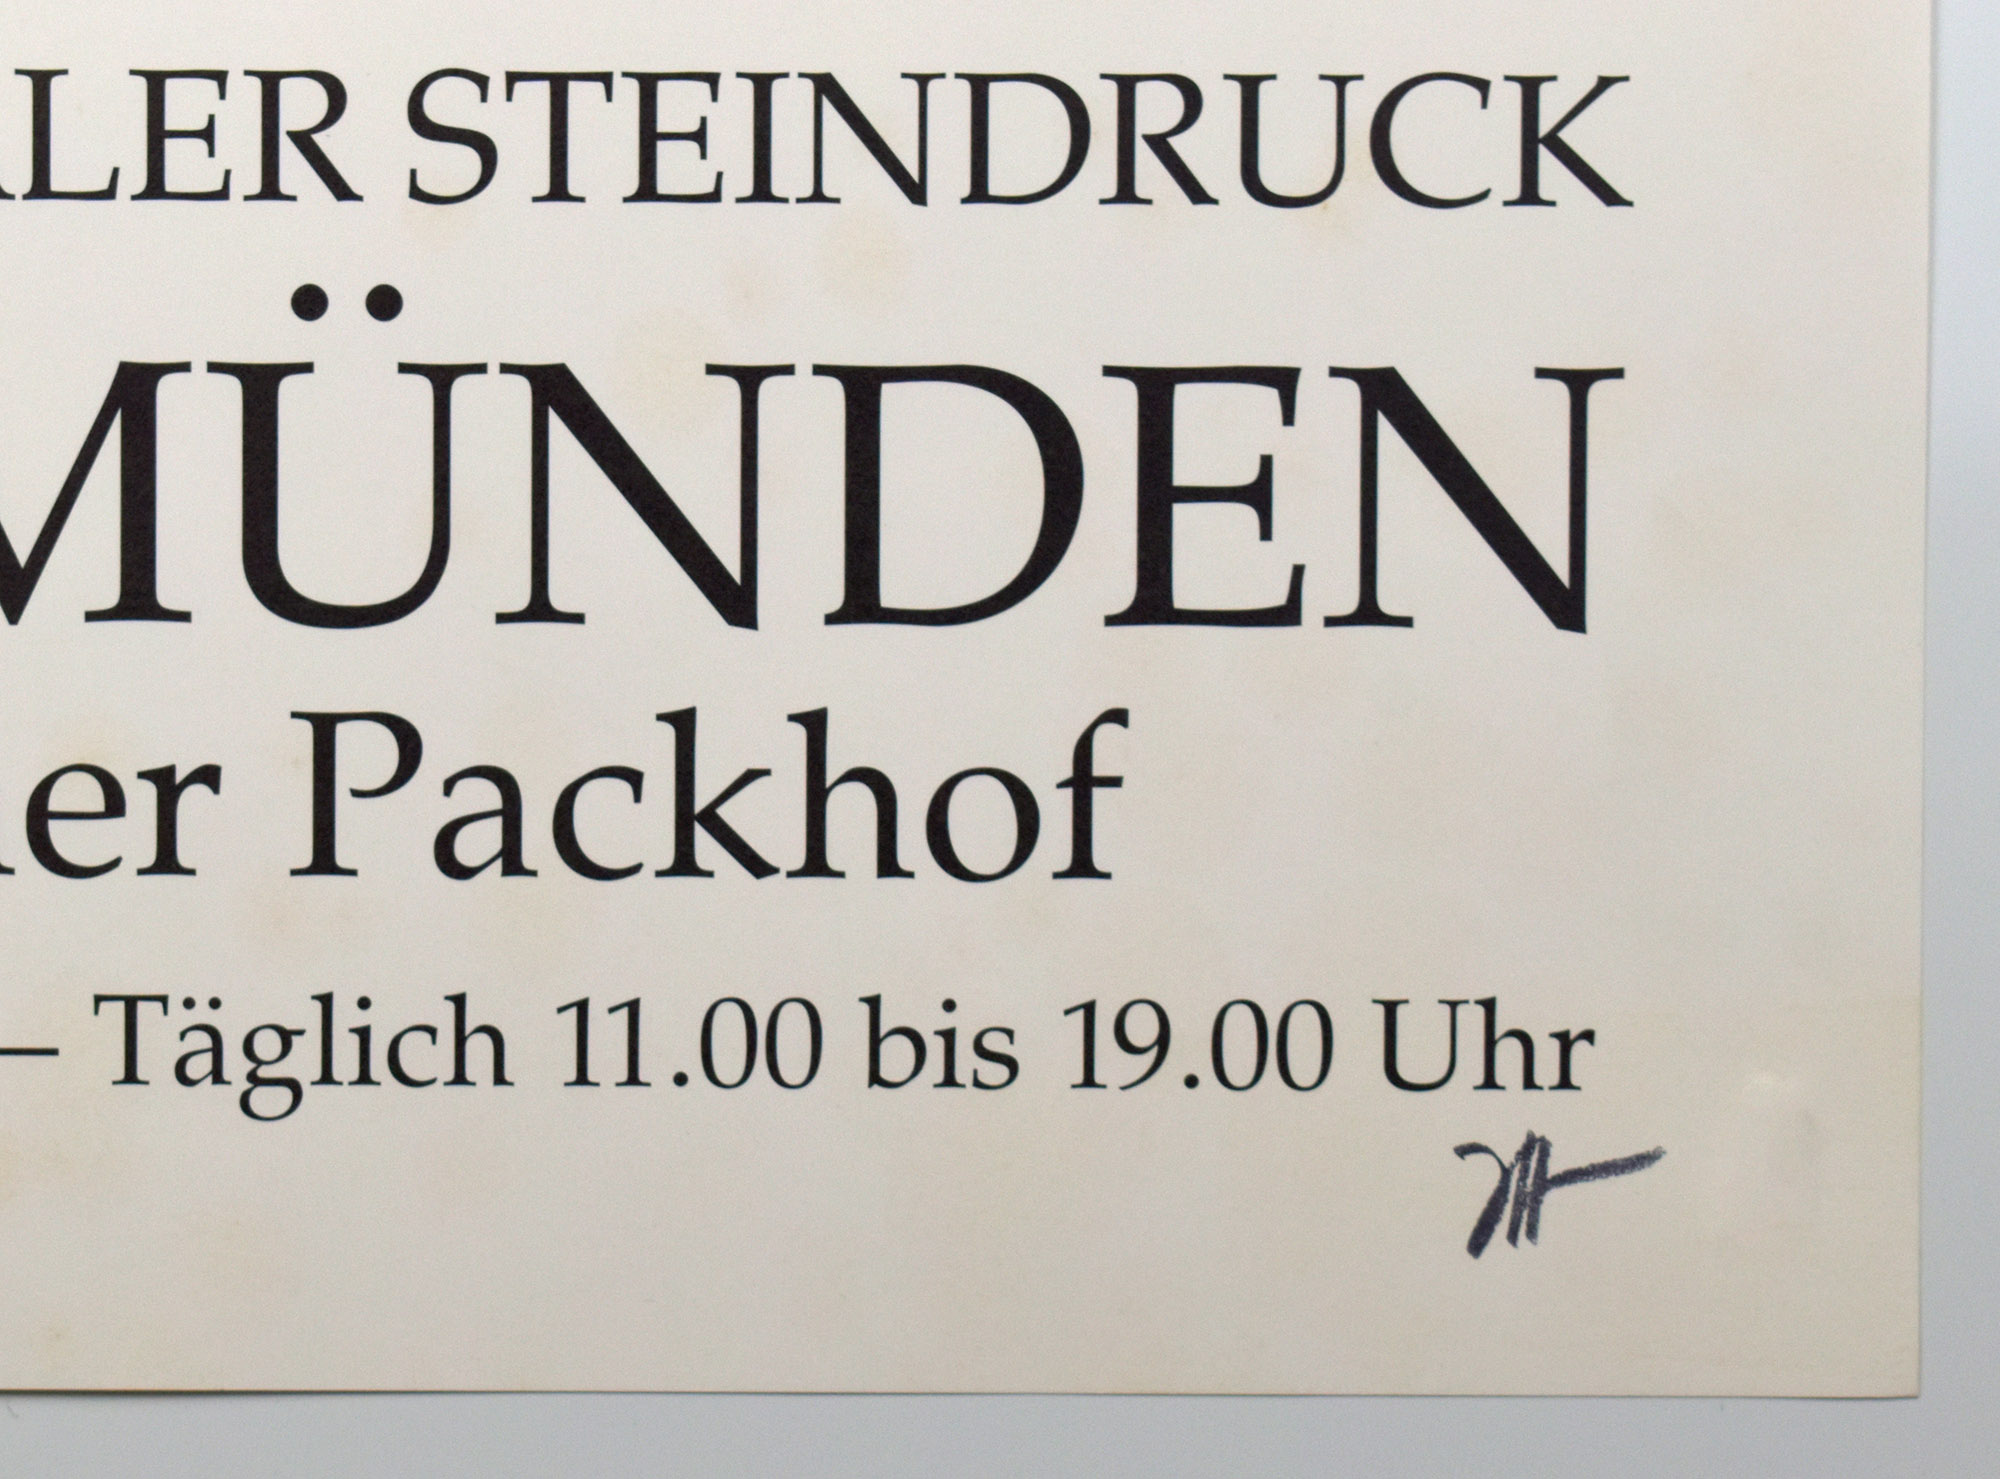 LER STEINDRUCK
MÜNDEN
er Packhof
– Täglich 11.00 bis 19.00 Uhr